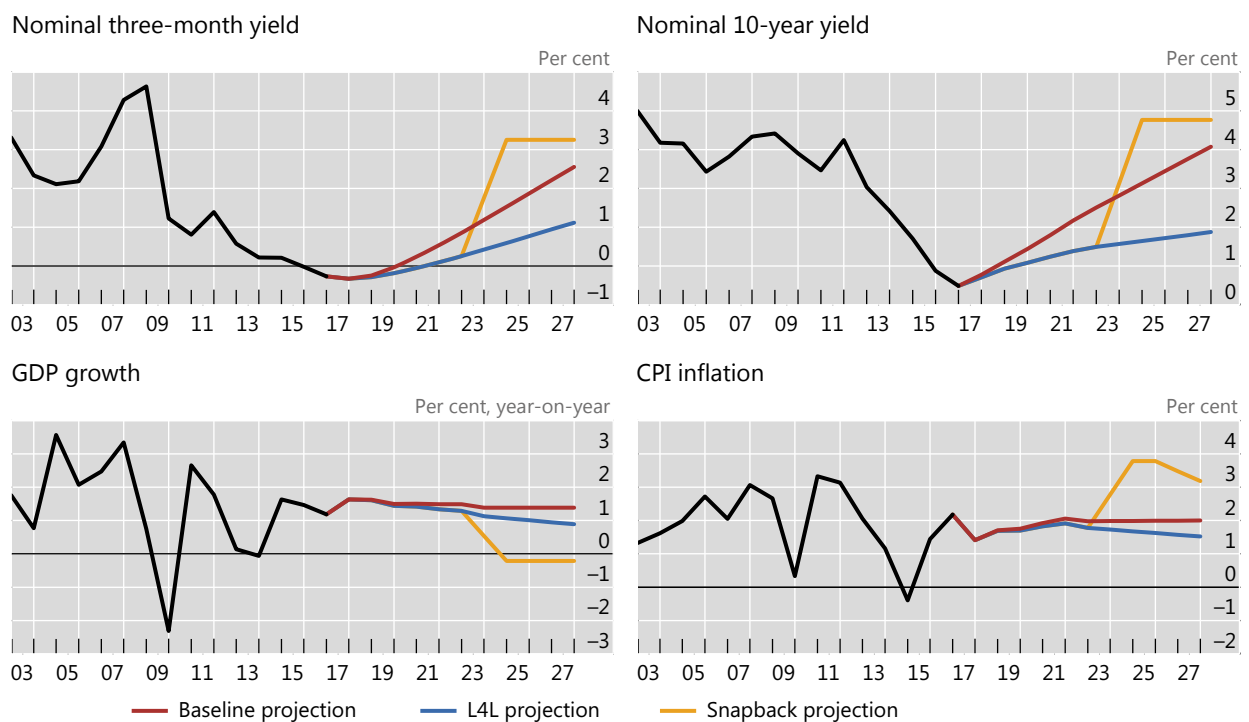 Nominal three-month yield
Per cent
4
3
2
1
0
–1
03 05 07 09 11 13 15 17 19 21 23 25 27
Nominal 10-year yield
Per cent
5
4
3
2
1
0
03 05 07 09 11 13 15 17 19 21 23 25 27
GDP growth
Per cent, year-on-year
3
2
1
0
–1
–2
–3
03 05 07 09 11 13 15 17 19 21 23 25 27
CPI inflation
Per cent
4
3
2
1
0
–1
–2
03 05 07 09 11 13 15 17 19 21 23 25 27
Baseline projection L4L projection Snapback projection